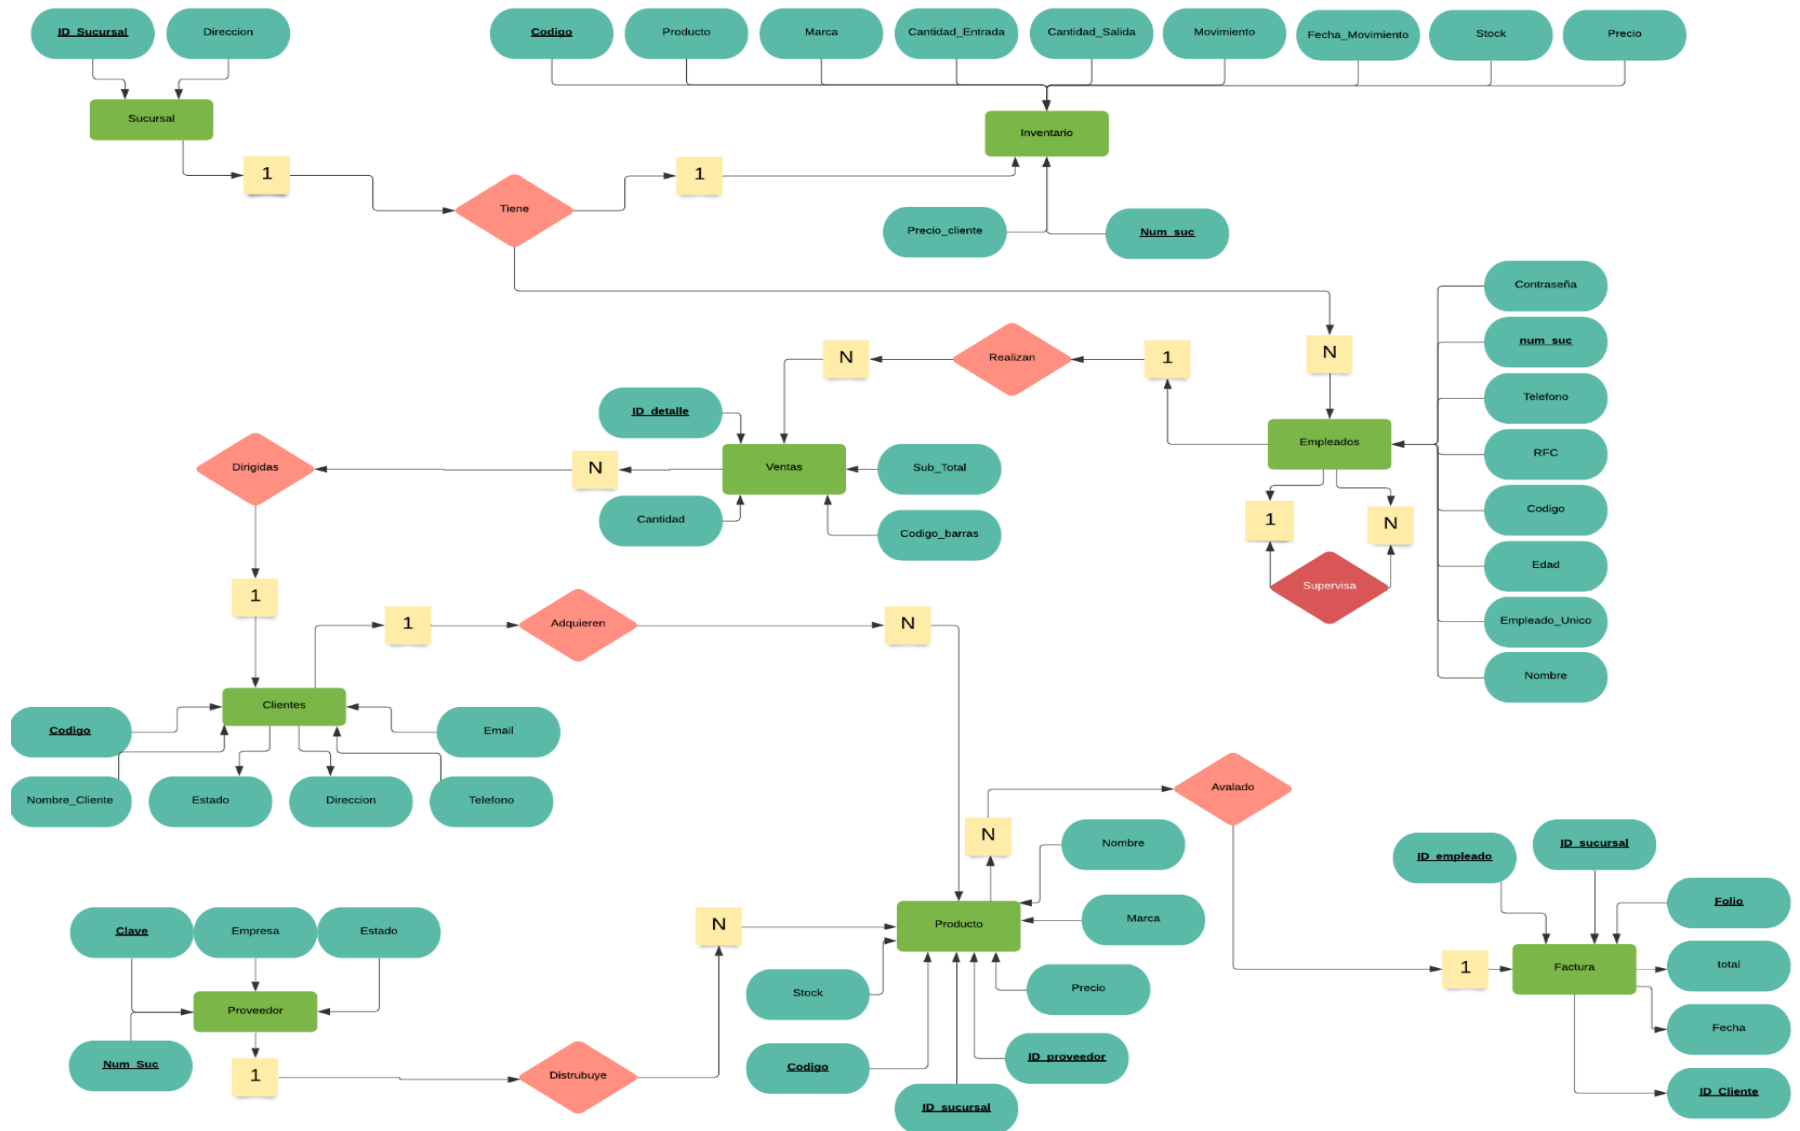 ID_Sucursal
Direccion
Codigo
Producto
Marca
Cantidad_Entrada
Cantidad_Salida
Movimiento
Fecha_Movimiento
Stock
Precio
Sucursal
Inventario
1
1
Tiene
Precio_cliente
Num_suc
Contraseña
num_suc
Realizan
N
1
N
Telefono
ID_detalle
Empleados
RFC
Dirigidas
N
Ventas
Sub_Total
Cantidad
Codigo_barras
1
N
Codigo
Supervisa
Edad
1
1
Adquieren
N
Empleado_Unico
Nombre
Clientes
Codigo
Email
Nombre_Cliente
Estado
Direccion
Telefono
Avalado
N
Nombre
ID_empleado
ID_sucursal
Folio
Clave
Empresa
Estado
N
Producto
Marca
1
Factura
total
Stock
Precio
Proveedor
Fecha
Num_Suc
1
Distrubuye
Codigo
ID_proveedor
ID_sucursal
ID_Cliente